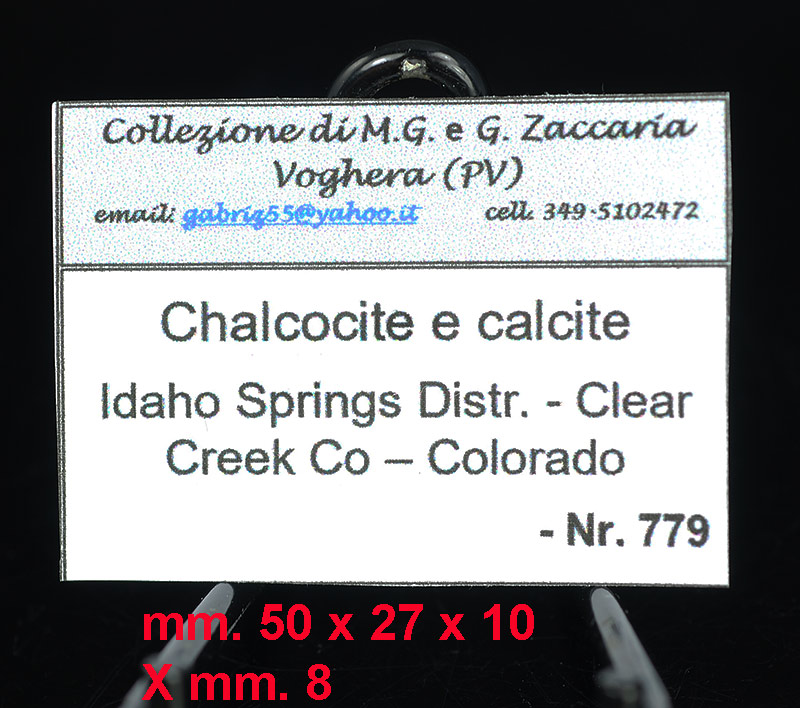 Collezione di M.G. e G. Zaccaria
Voghera (PV)
email: gabriz55@yahoo.it cell. 349-5102472
Chalcocite e calcite
Idaho Springs Distr. - Clear
Creek Co – Colorado
- Nr. 779
mm. 50 x 27 x 10
X mm. 8